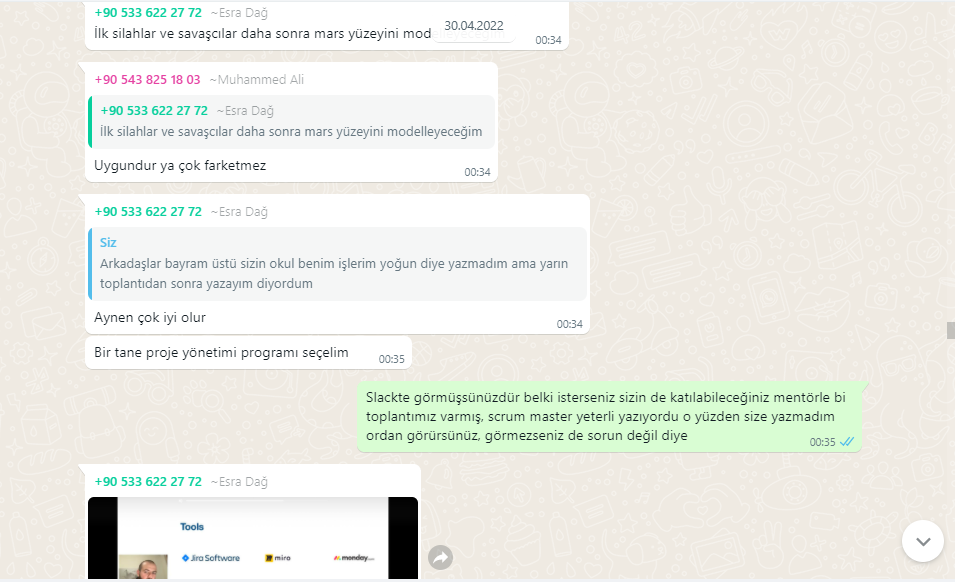 +90 533 622 27 72 ~Esra Dağ
İlk silahlar ve savaşcılar daha sonra mars yüzeyini mod
30.04.2022
00:34
+90 543 825 18 03 ~Muhammed Ali
+90 533 622 27 72 ~Esra Dağ
İlk silahlar ve savaşcılar daha sonra mars yüzeyini modelleyeceğim
Uygundur ya çok farketmez
00:34
+90 533 622 27 72 ~Esra Dağ
Siz
Arkadaşlar bayram üstü sizin okul benim işlerim yoğun diye yazmadım ama yarın
toplantıdan sonra yazayım diyordum
Aynen çok iyi olur
00:34
Bir tane proje yönetimi programı seçelim
00:35
Slackte görmüşsünüzdür belki isterseniz sizin de katılabileceğiniz mentörle bi
toplantımız varmış, scrum master yeterli yazıyordu o yüzden size yazmadım
ordan görürsünüz, görmezseniz de sorun değil diye
00:35
+90 533 622 27 72 ~Esra Dağ
Tools
Jira Software miro monday